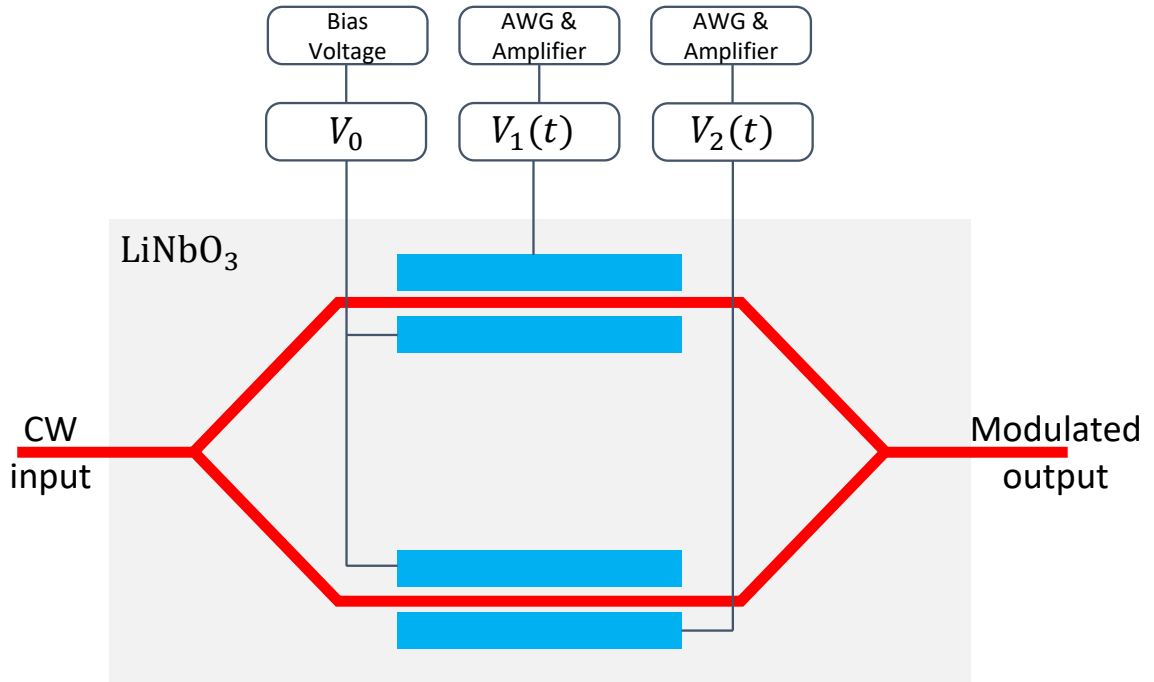 Bias
Voltage
AWG &
Amplifier
AWG &
Amplifier
V₀
V₁(t)
V₂(t)
LiNbO₃
CW
input
Modulated
output